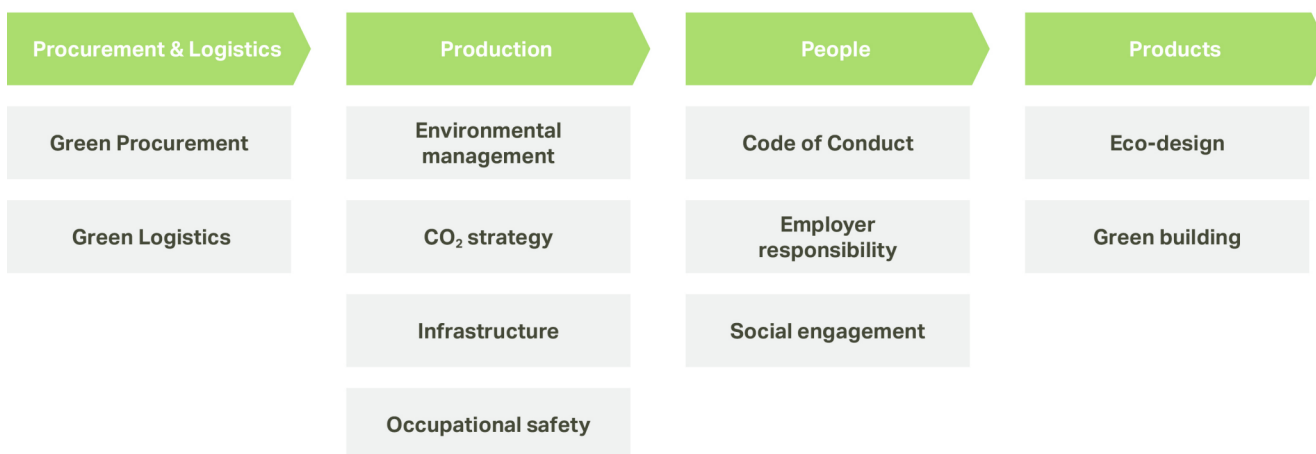 Procurement & Logistics
Production
People
Products
Green Procurement
Environmental
management
Code of Conduct
Eco-design
Green Logistics
CO₂ strategy
Employer
responsibility
Green building
Infrastructure
Social engagement
Occupational safety